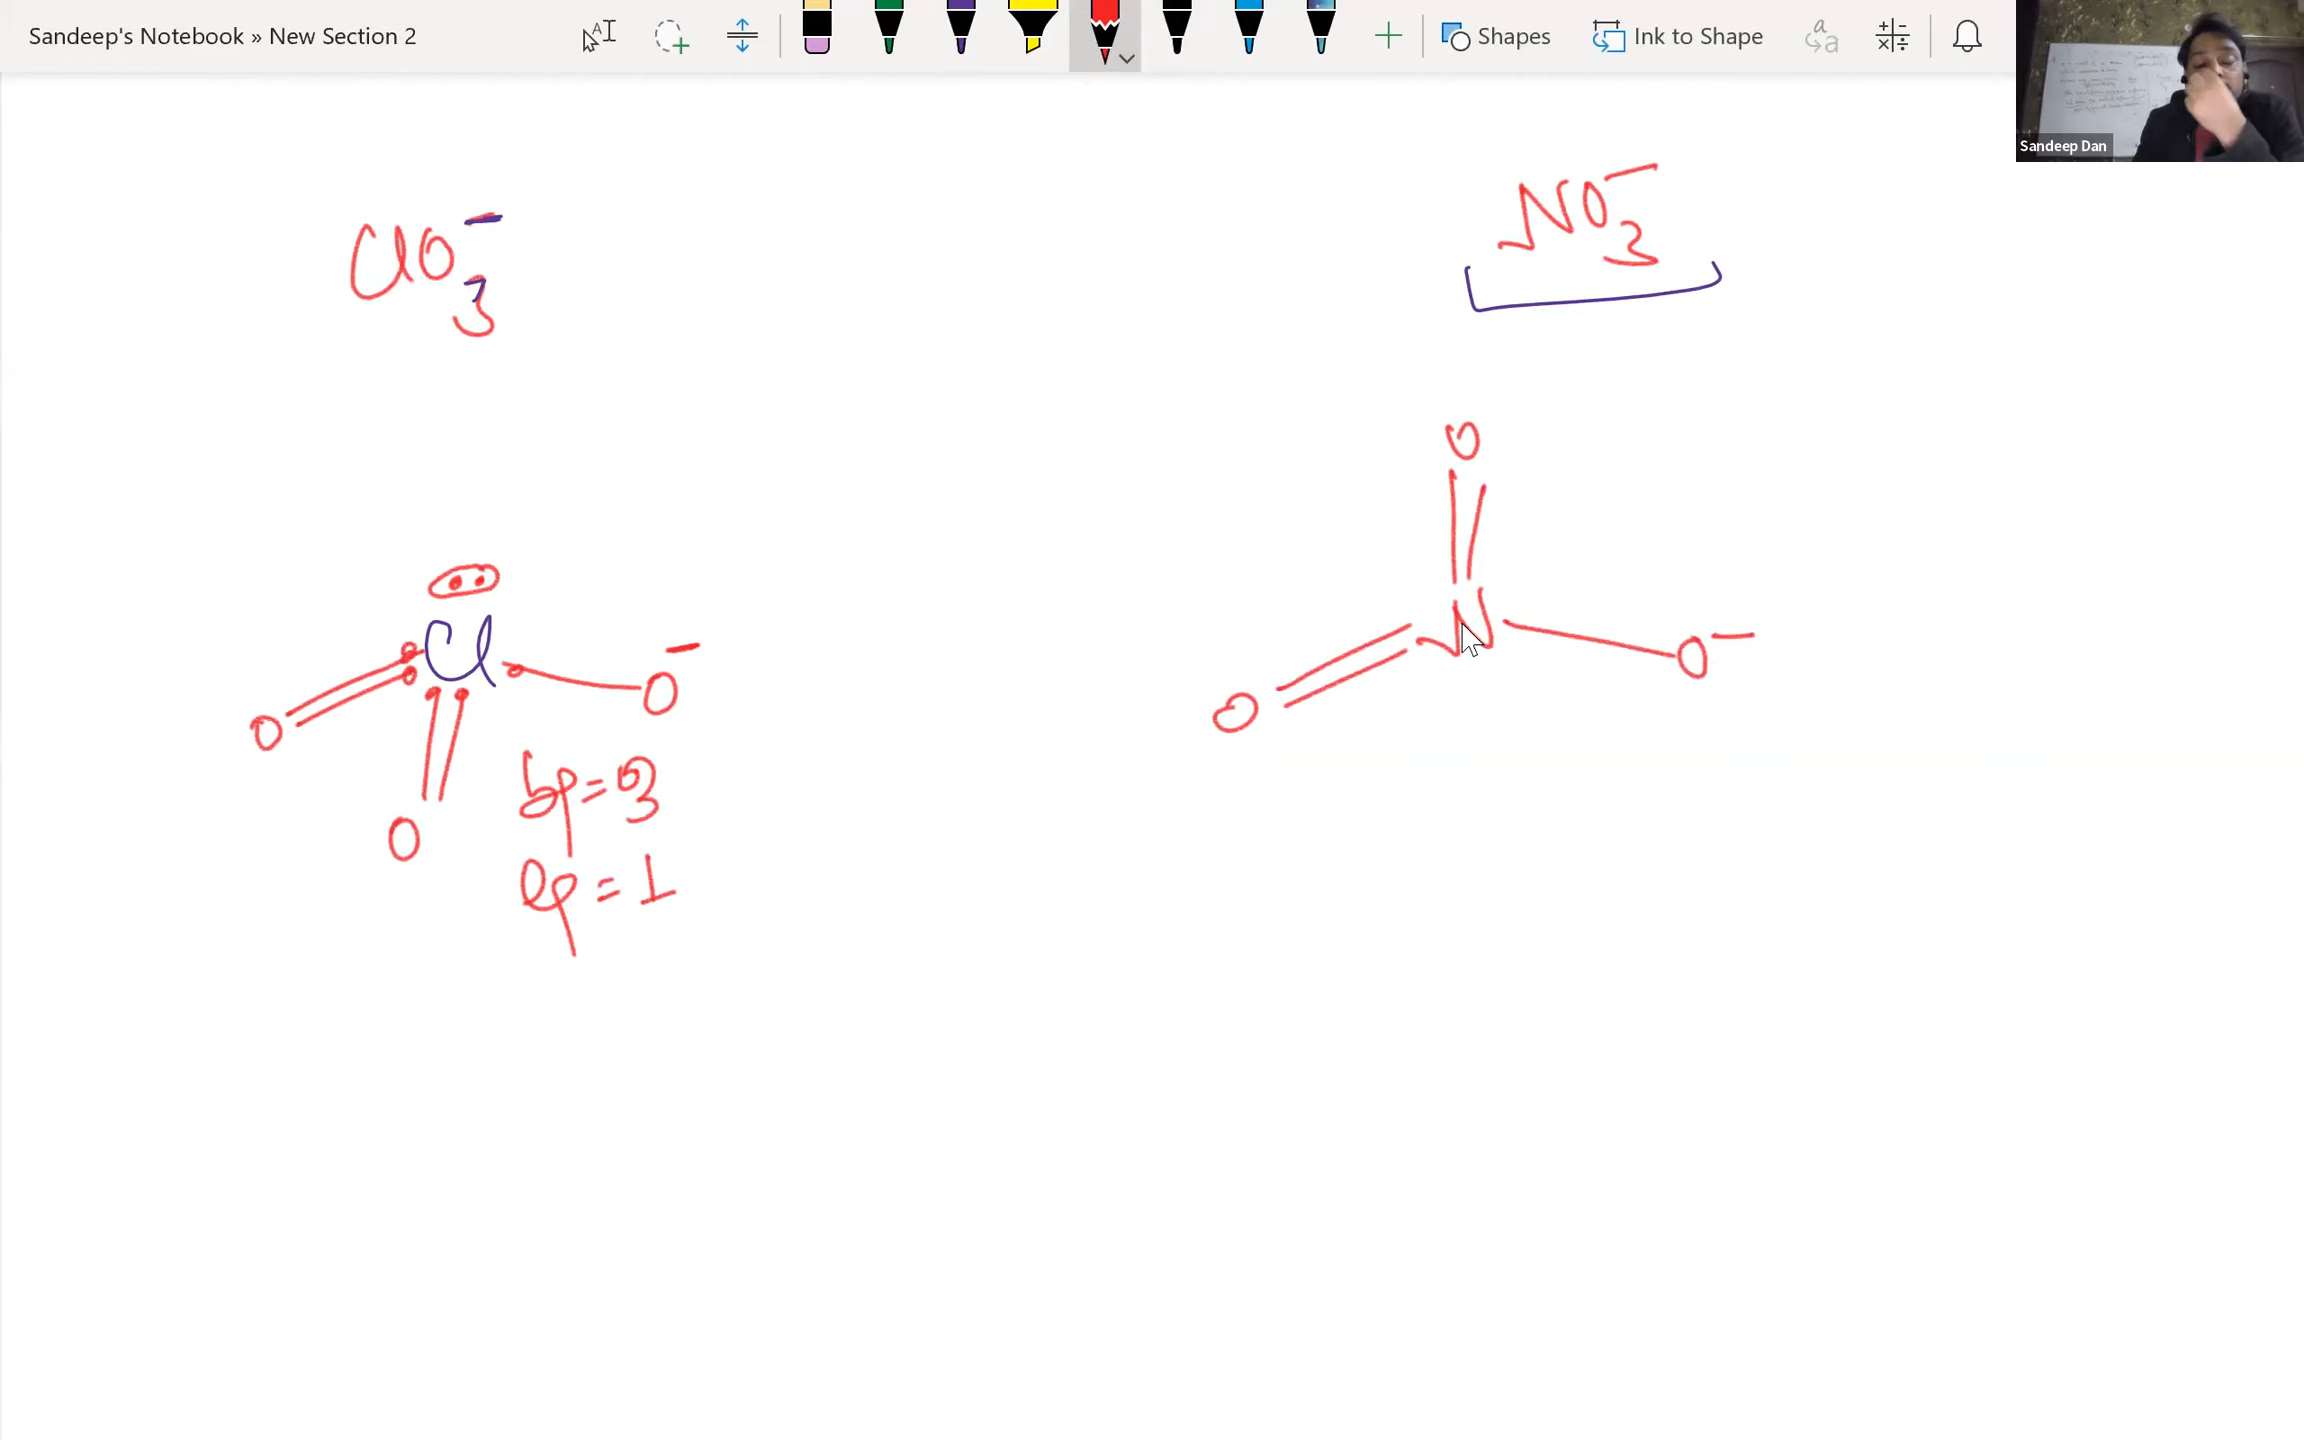 Sandeep's Notebook » New Section 2
Shapes
Ink to Shape
Sandeep Dan
ClO3-
NO3-
O
Cl
O-
O
O
N
O-
O
bp=3
lp=1